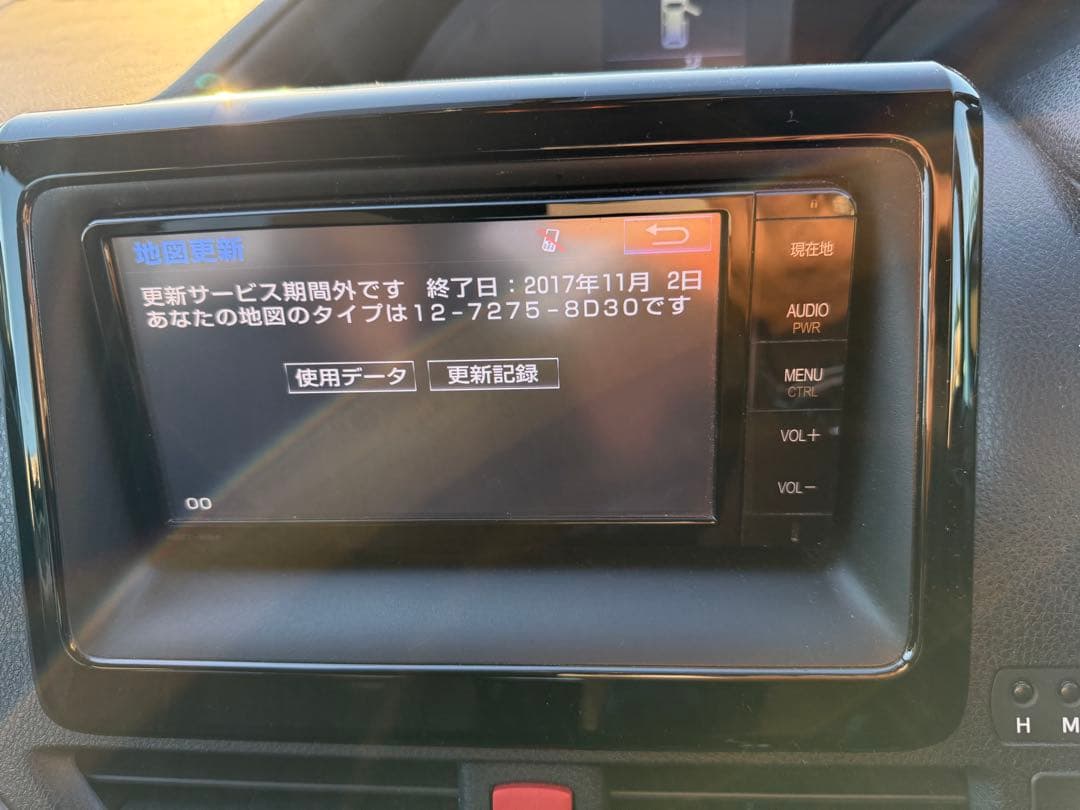 地図更新
現在地
更新サービス期間外です 終了日：2017年11月 2日
あなたの地図のタイプは12-7275-8D30です
AUDIO
PWR
使用データ 更新記録
MENU
CTRL
VOL+
VOL-
00
H M